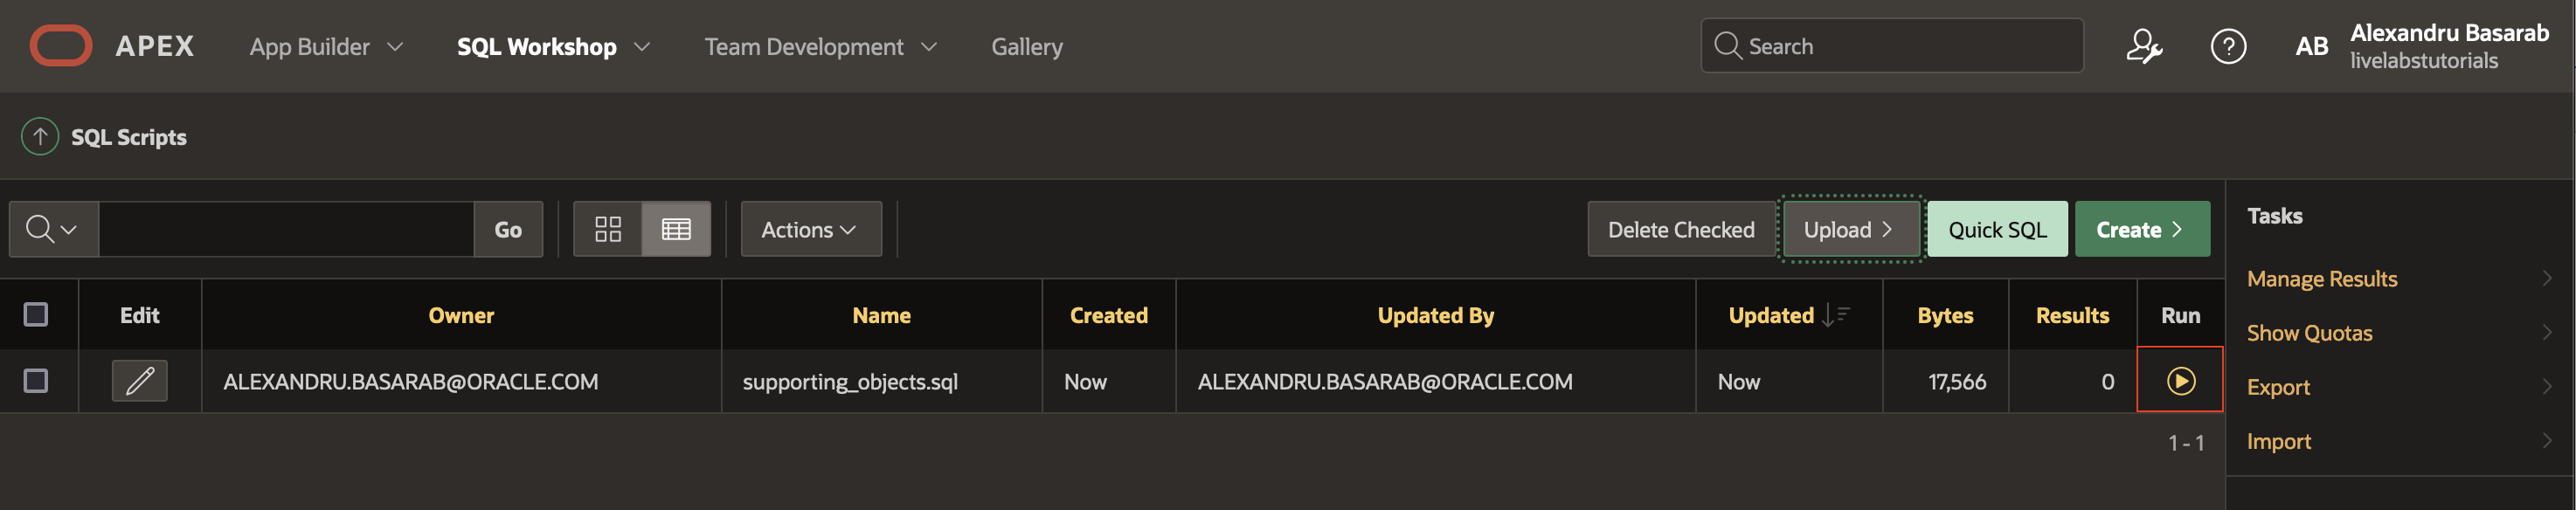 APEX App Builder SQL Workshop Team Development Gallery Search ? AB Alexandru Basarab
livelabstutorials
SQL Scripts
Go Actions Delete Checked Upload Quick SQL Create
Tasks
Manage Results
Show Quotas
Export
Import
Edit Owner Name Created Updated By Updated Bytes Results Run
ALEXANDRU.BASARAB@ORACLE.COM supporting_objects.sql Now ALEXANDRU.BASARAB@ORACLE.COM Now 17,566 0
1 - 1